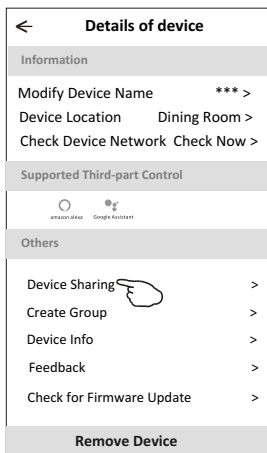 ← Details of device
Information
Modify Device Name *** >
Device Location Dining Room >
Check Device Network Check Now >
Supported Third-part Control
amazon alexa Google Assistant
Others
Device Sharing >
Create Group >
Device Info >
Feedback >
Check for Firmware Update >
Remove Device